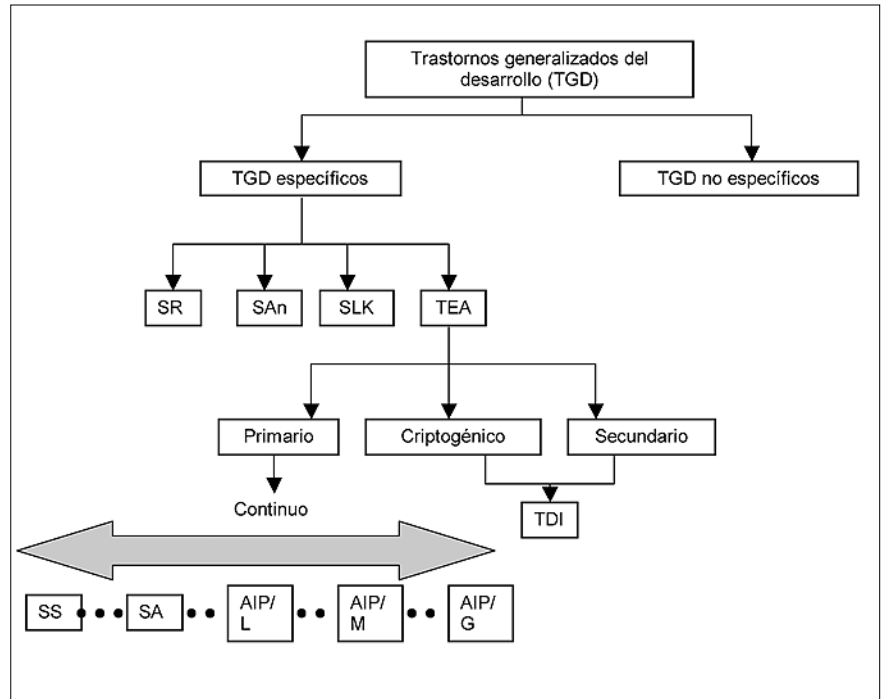 Trastornos generalizados del
desarrollo (TGD)
TGD específicos
TGD no específicos
SR
SAn
SLK
TEA
Primario
Criptogénico
Secundario
Continuo
TDI
SS
SA
AIP/
L
AIP/
M
AIP/
G